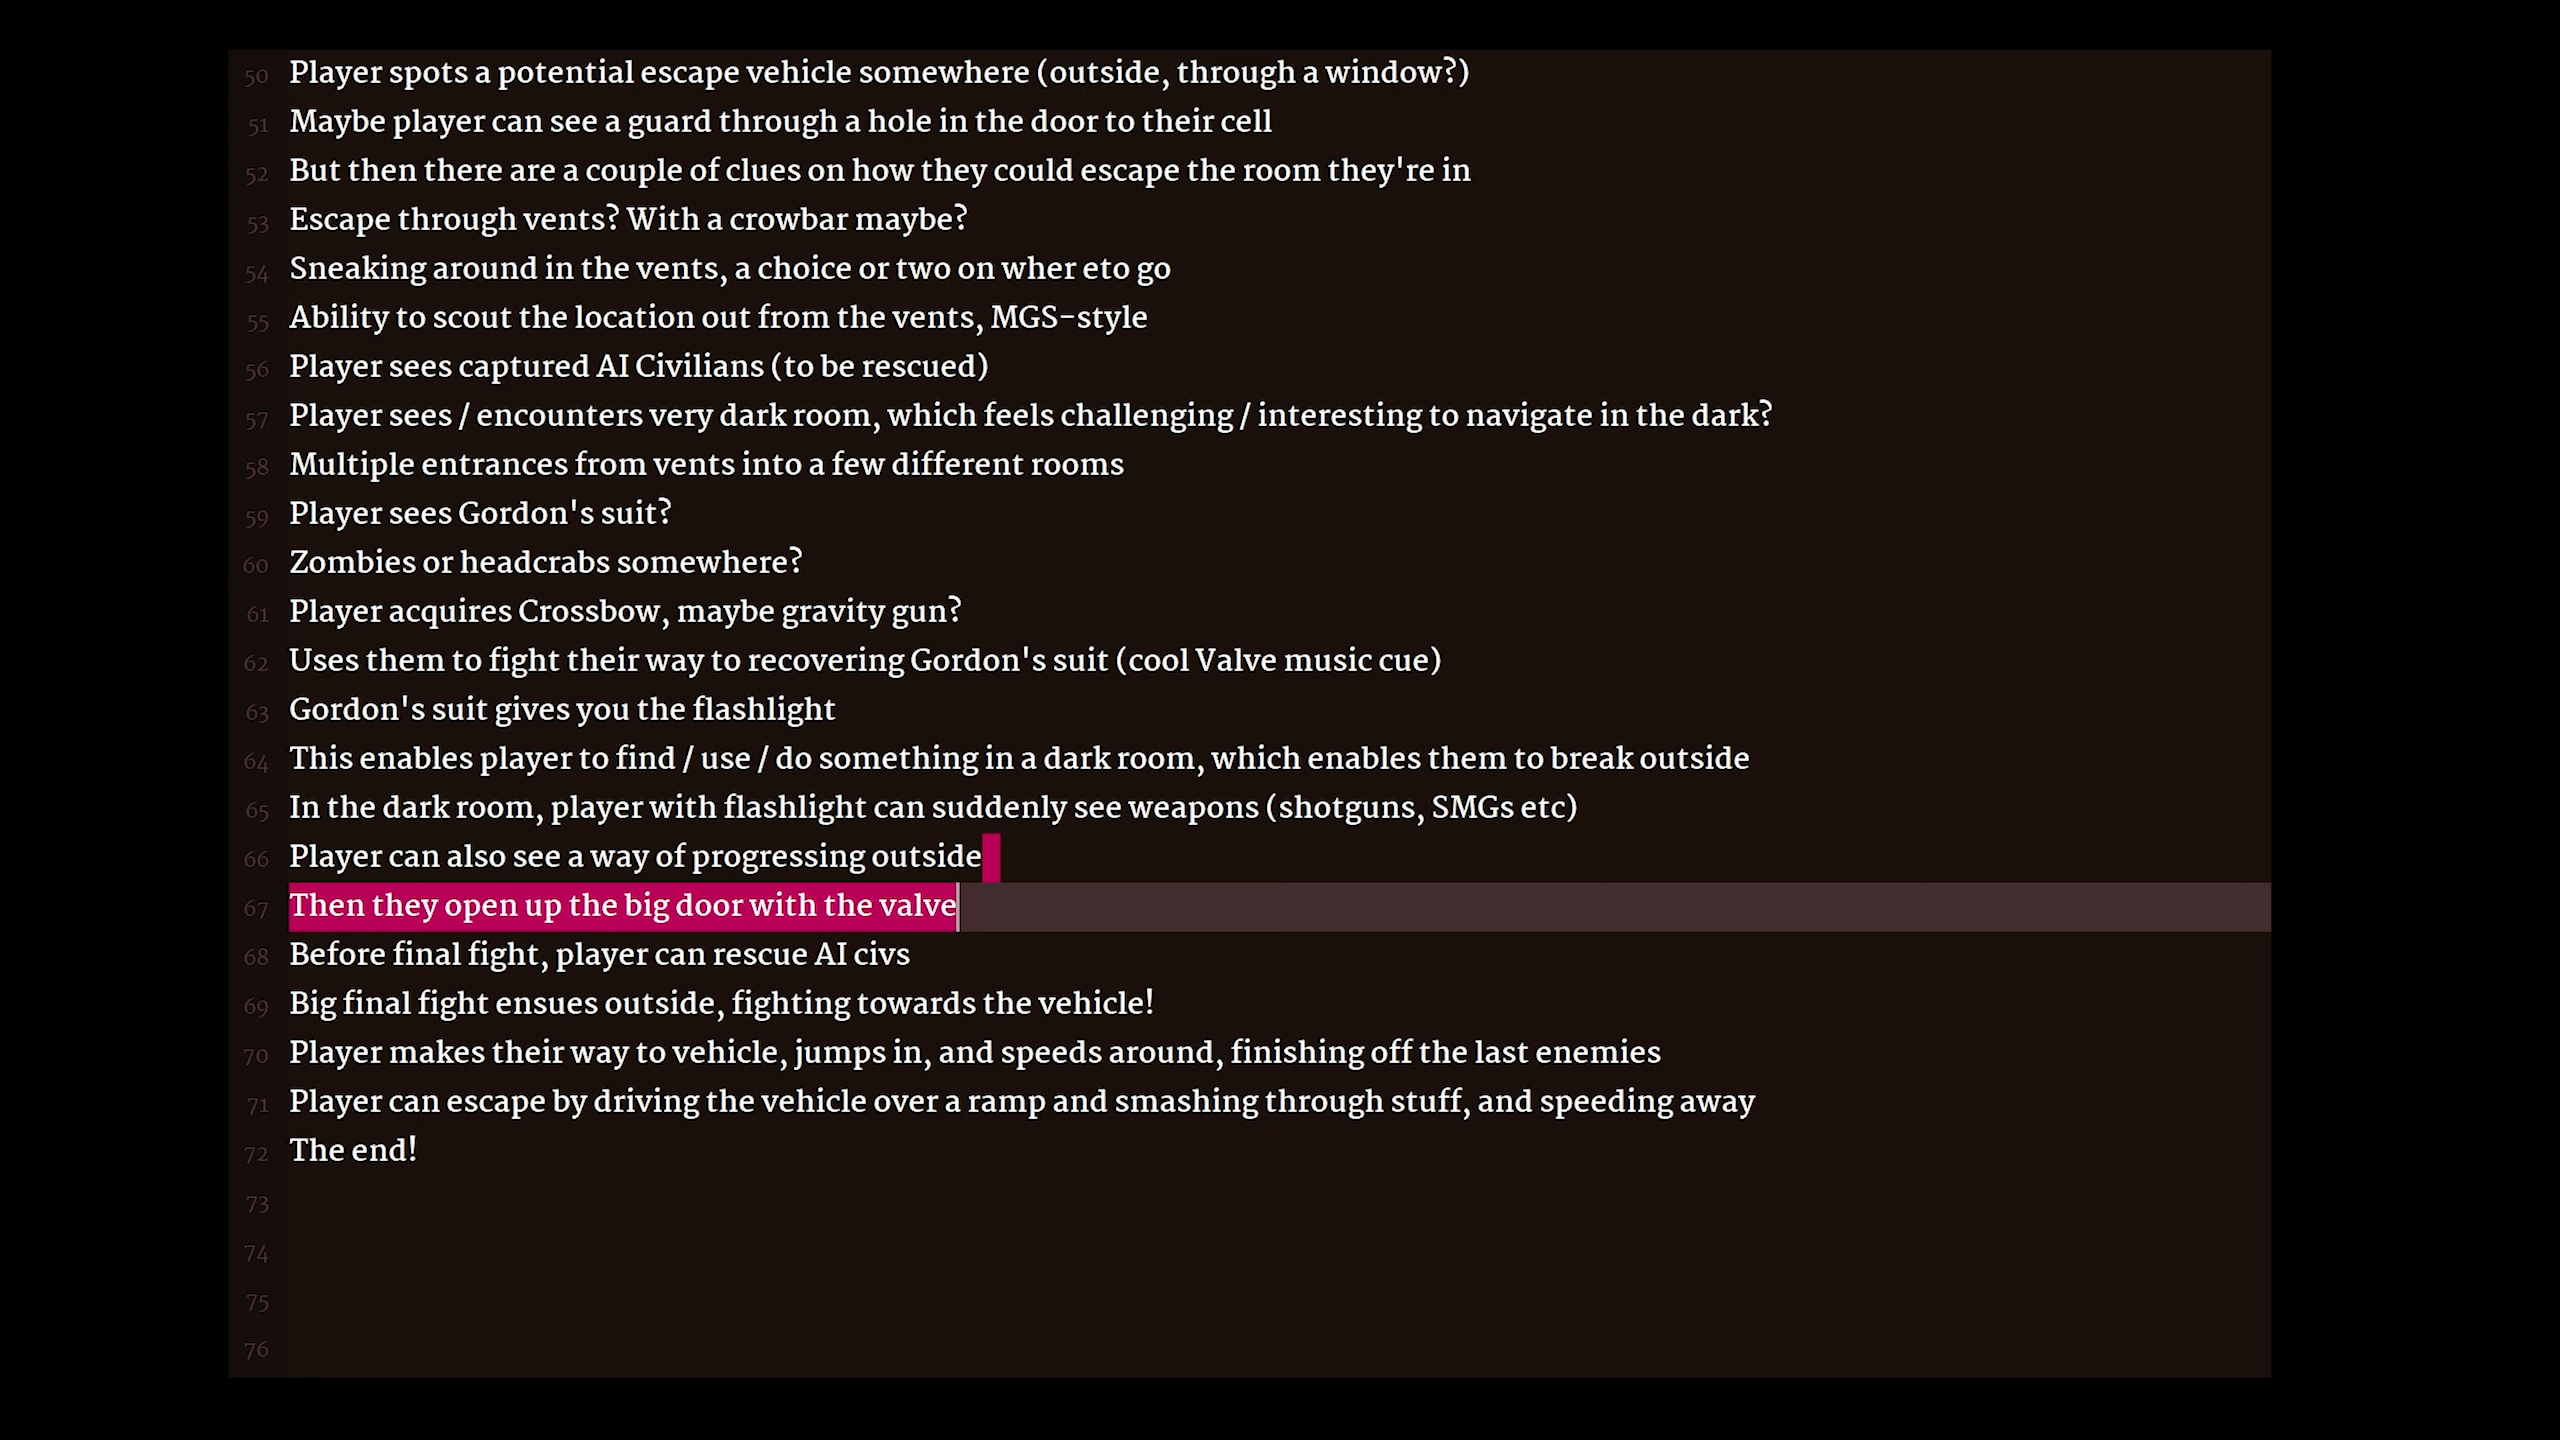 50 Player spots a potential escape vehicle somewhere (outside, through a window?)
51 Maybe player can see a guard through a hole in the door to their cell
52 But then there are a couple of clues on how they could escape the room they're in
53 Escape through vents? With a crowbar maybe?
54 Sneaking around in the vents, a choice or two on wher eto go
55 Ability to scout the location out from the vents, MGS-style
56 Player sees captured AI Civilians (to be rescued)
57 Player sees / encounters very dark room, which feels challenging / interesting to navigate in the dark?
58 Multiple entrances from vents into a few different rooms
59 Player sees Gordon's suit?
60 Zombies or headcrabs somewhere?
61 Player acquires Crossbow, maybe gravity gun?
62 Uses them to fight their way to recovering Gordon's suit (cool Valve music cue)
63 Gordon's suit gives you the flashlight
64 This enables player to find / use / do something in a dark room, which enables them to break outside
65 In the dark room, player with flashlight can suddenly see weapons (shotguns, SMGs etc)
66 Player can also see a way of progressing outside
67 Then they open up the big door with the valve
68 Before final fight, player can rescue AI civs
69 Big final fight ensues outside, fighting towards the vehicle!
70 Player makes their way to vehicle, jumps in, and speeds around, finishing off the last enemies
71 Player can escape by driving the vehicle over a ramp and smashing through stuff, and speeding away
72 The end!
73
74
75
76